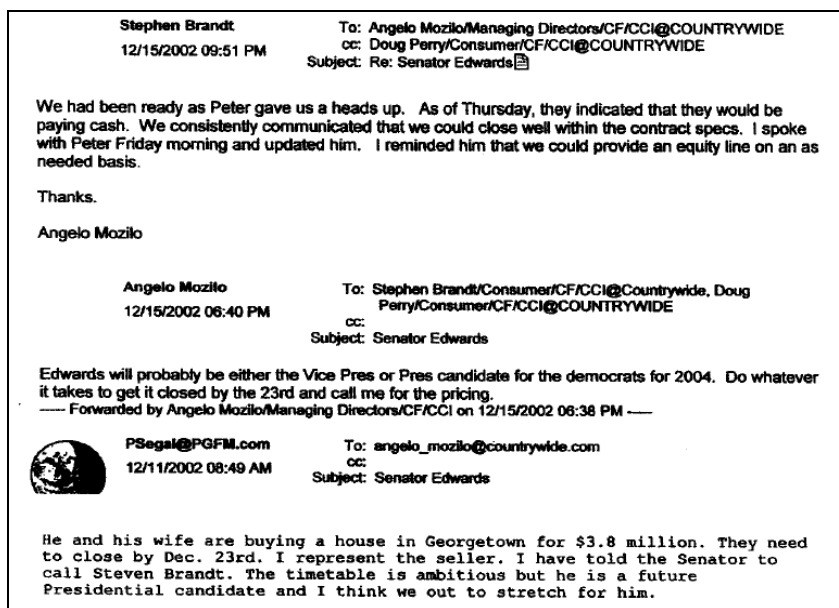 Stephen Brandt
12/15/2002 09:51 PM
To: Angelo Mozilo/Managing Directors/CF/CCI@COUNTRYWIDE
cc: Doug Perry/Consumer/CF/CCI@COUNTRYWIDE
Subject: Re: Senator Edwards
We had been ready as Peter gave us a heads up. As of Thursday, they indicated that they would be
paying cash. We consistently communicated that we could close well within the contract specs. I spoke
with Peter Friday morning and updated him. I reminded him that we could provide an equity line on an as
needed basis.
Thanks.
Angelo Mozilo
Angelo Mozilo
12/15/2002 06:40 PM
To: Stephen Brandt/Consumer/CF/CCI@Countrywide, Doug
Perry/Consumer/CF/CCI@COUNTRYWIDE
cc:
Subject: Senator Edwards
Edwards will probably be either the Vice Pres or Pres candidate for the democrats for 2004. Do whatever
it takes to get it closed by the 23rd and call me for the pricing.
----- Forwarded by Angelo Mozilo/Managing Directors/CF/CCI on 12/15/2002 06:38 PM -----
PSegal@PGFM.com
12/11/2002 08:49 AM
To: angelo_mozilo@countrywide.com
cc:
Subject: Senator Edwards
He and his wife are buying a house in Georgetown for $3.8 million. They need
to close by Dec. 23rd. I represent the seller. I have told the Senator to
call Steven Brandt. The timetable is ambitious but he is a future
Presidential candidate and I think we out to stretch for him.